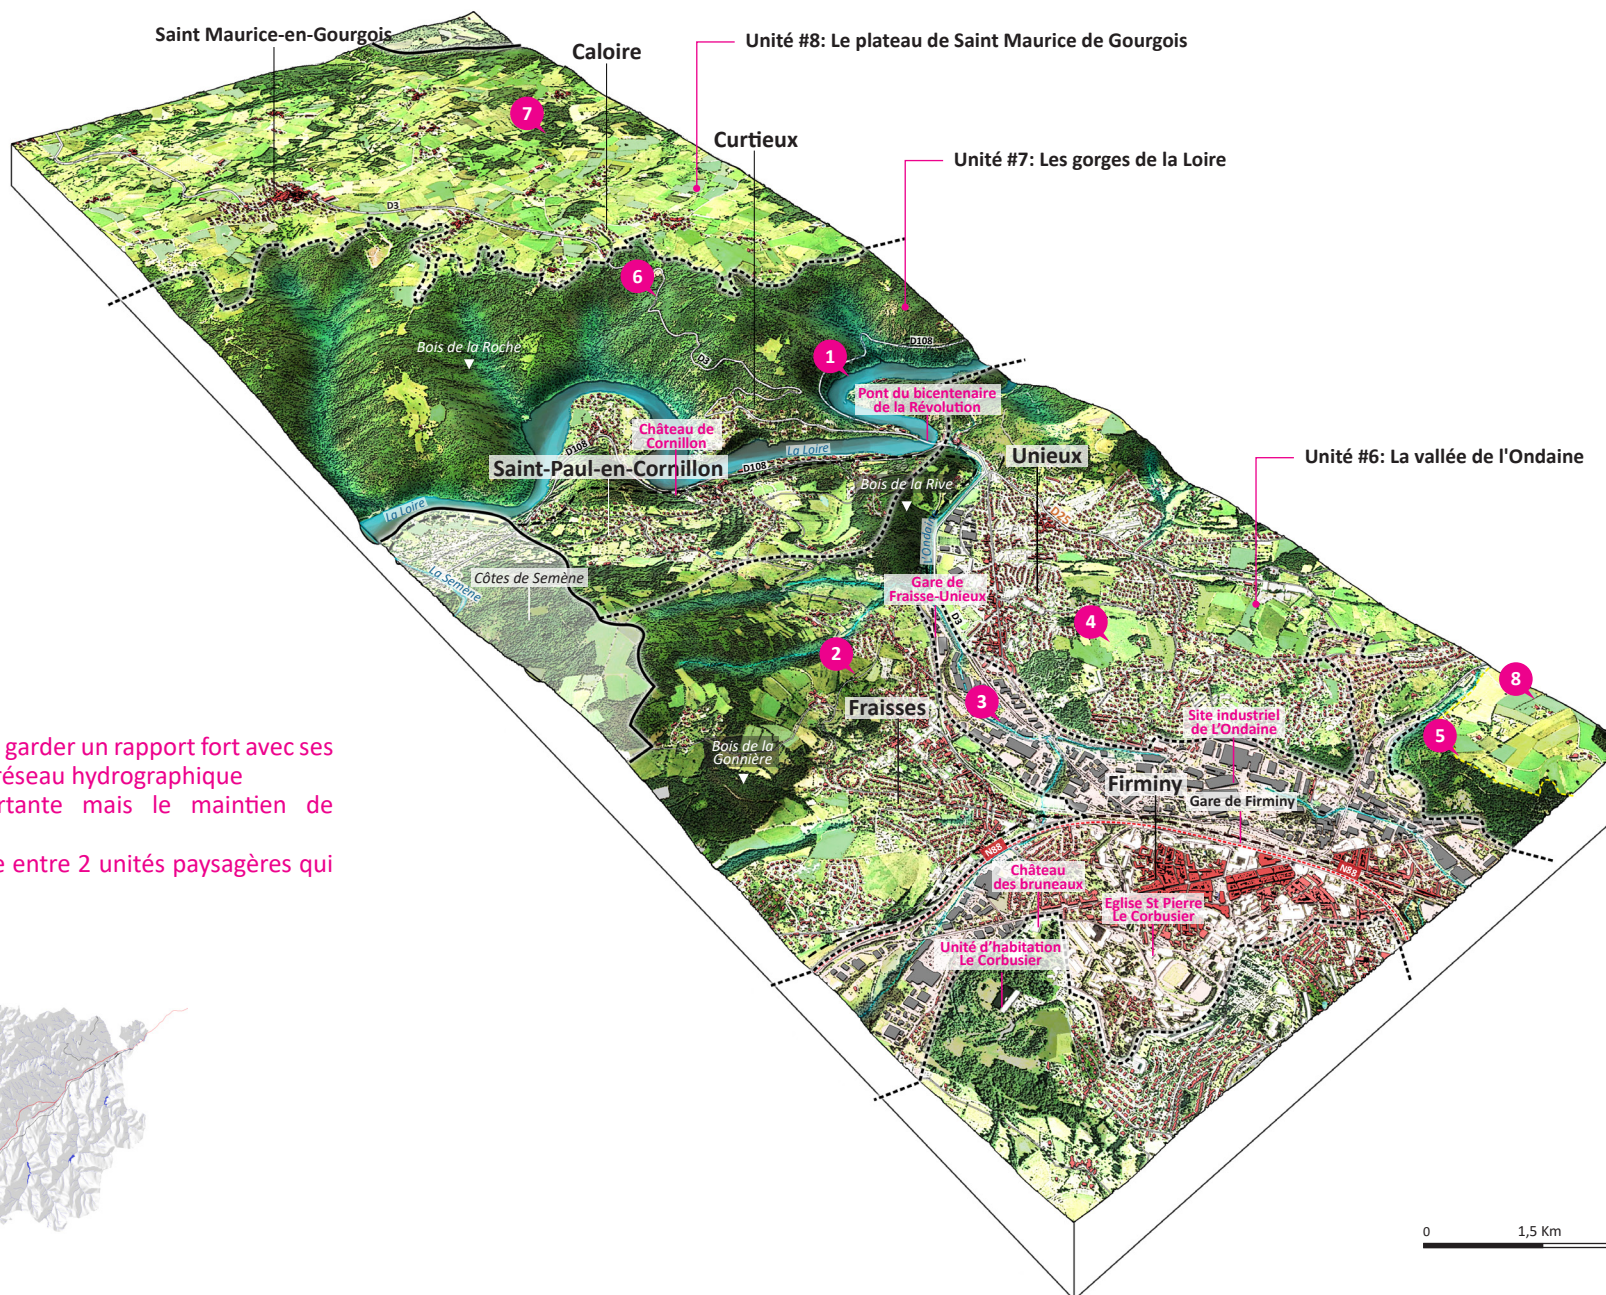 Saint Maurice-en-Gourgois
Caloire
Unité #8: Le plateau de Saint Maurice de Gourgois
7
Curtieux
Unité #7: Les gorges de la Loire
D3
6
D108
Bois de la Roche
1
D3
Pont du bicentenaire
de la Révolution
Château de
Cornillon
D108
La Loire
Unieux
Unité #6: La vallée de l'Ondaine
Saint-Paul-en-Cornillon
D108
Bois de la Rive
La Loire
D25
L'Ondaine
La Semène
Côtes de Semène
Gare de
Fraisse-Unieux
D3
4
2
8
3
Fraisses
Site industriel
de L'Ondaine
5
garder un rapport fort avec ses
réseau hydrographique
Bois de la
Gonnière
Firminy
Gare de Firminy
rtante mais le maintien de
N88
e entre 2 unités paysagères qui
N88
Château
des bruneaux
Eglise St Pierre
Le Corbusier
Unité d'habitation
Le Corbusier
0
1,5 Km